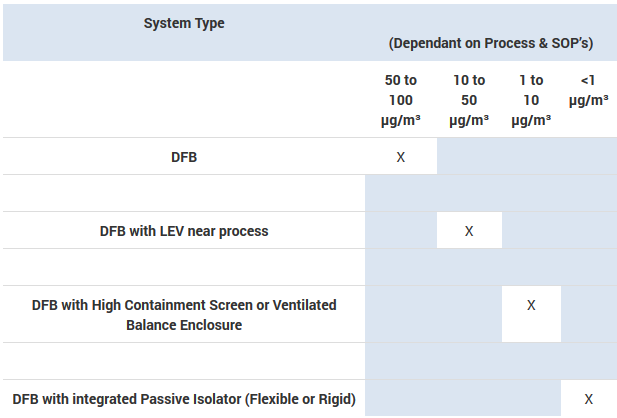 System Type
(Dependant on Process & SOP's)
50 to 100 µg/m³
10 to 50 µg/m³
1 to 10 µg/m³
<1 µg/m³
DFB
X
DFB with LEV near process
X
DFB with High Containment Screen or Ventilated
Balance Enclosure
X
DFB with integrated Passive Isolator (Flexible or Rigid)
X